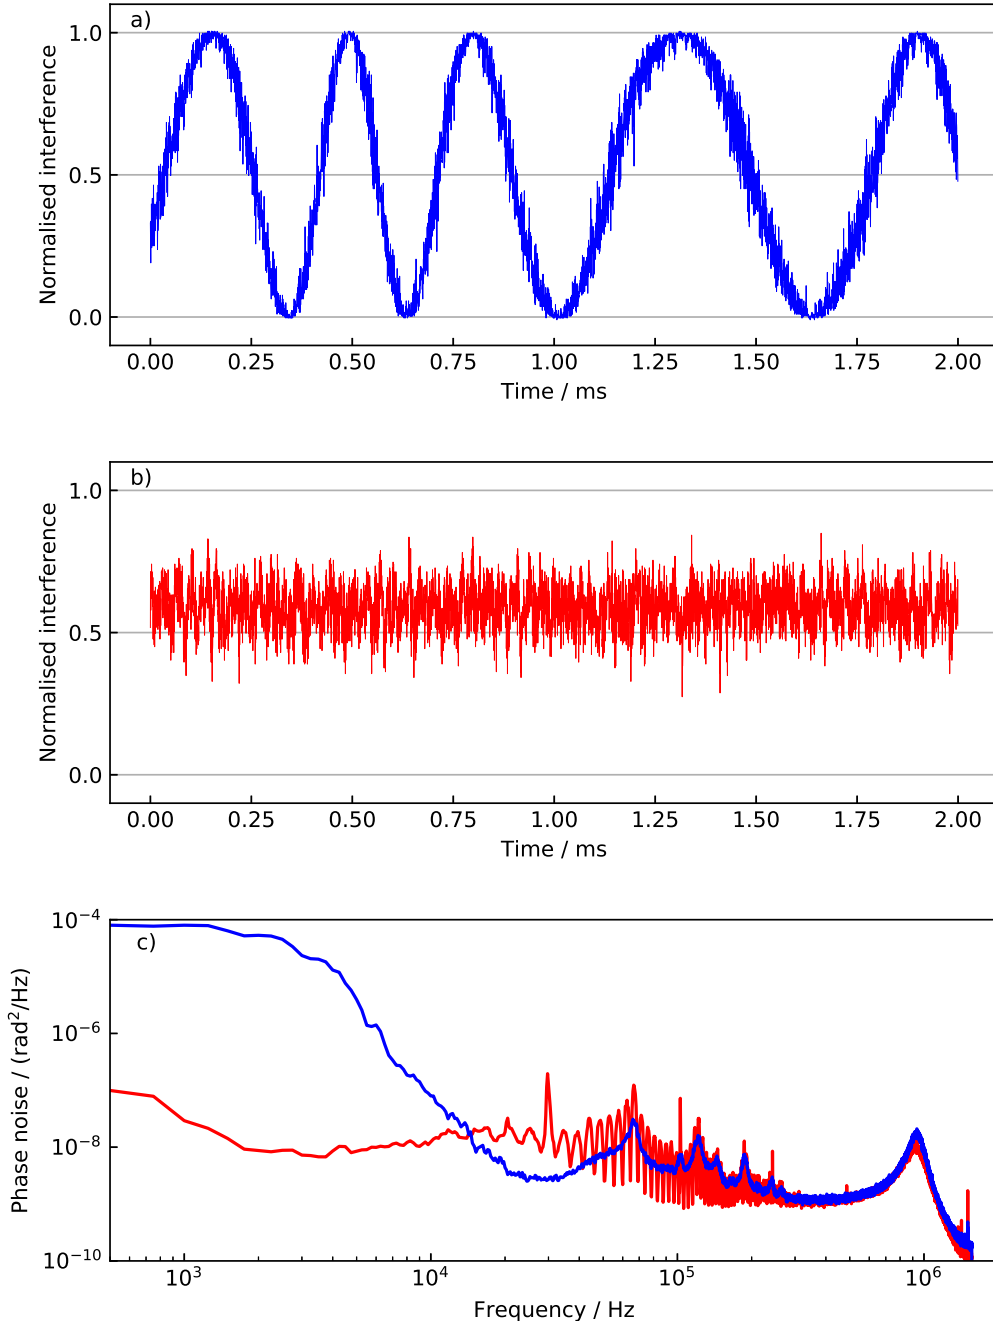 a)
Normalised interference
1.0
0.5
0.0
0.00 0.25 0.50 0.75 1.00 1.25 1.50 1.75 2.00
Time / ms
b)
Normalised interference
1.0
0.5
0.0
0.00 0.25 0.50 0.75 1.00 1.25 1.50 1.75 2.00
Time / ms
c)
Phase noise / (rad²/Hz)
10⁻⁴
10⁻⁶
10⁻⁸
10⁻¹⁰
10³ 10⁴ 10⁵ 10⁶
Frequency / Hz